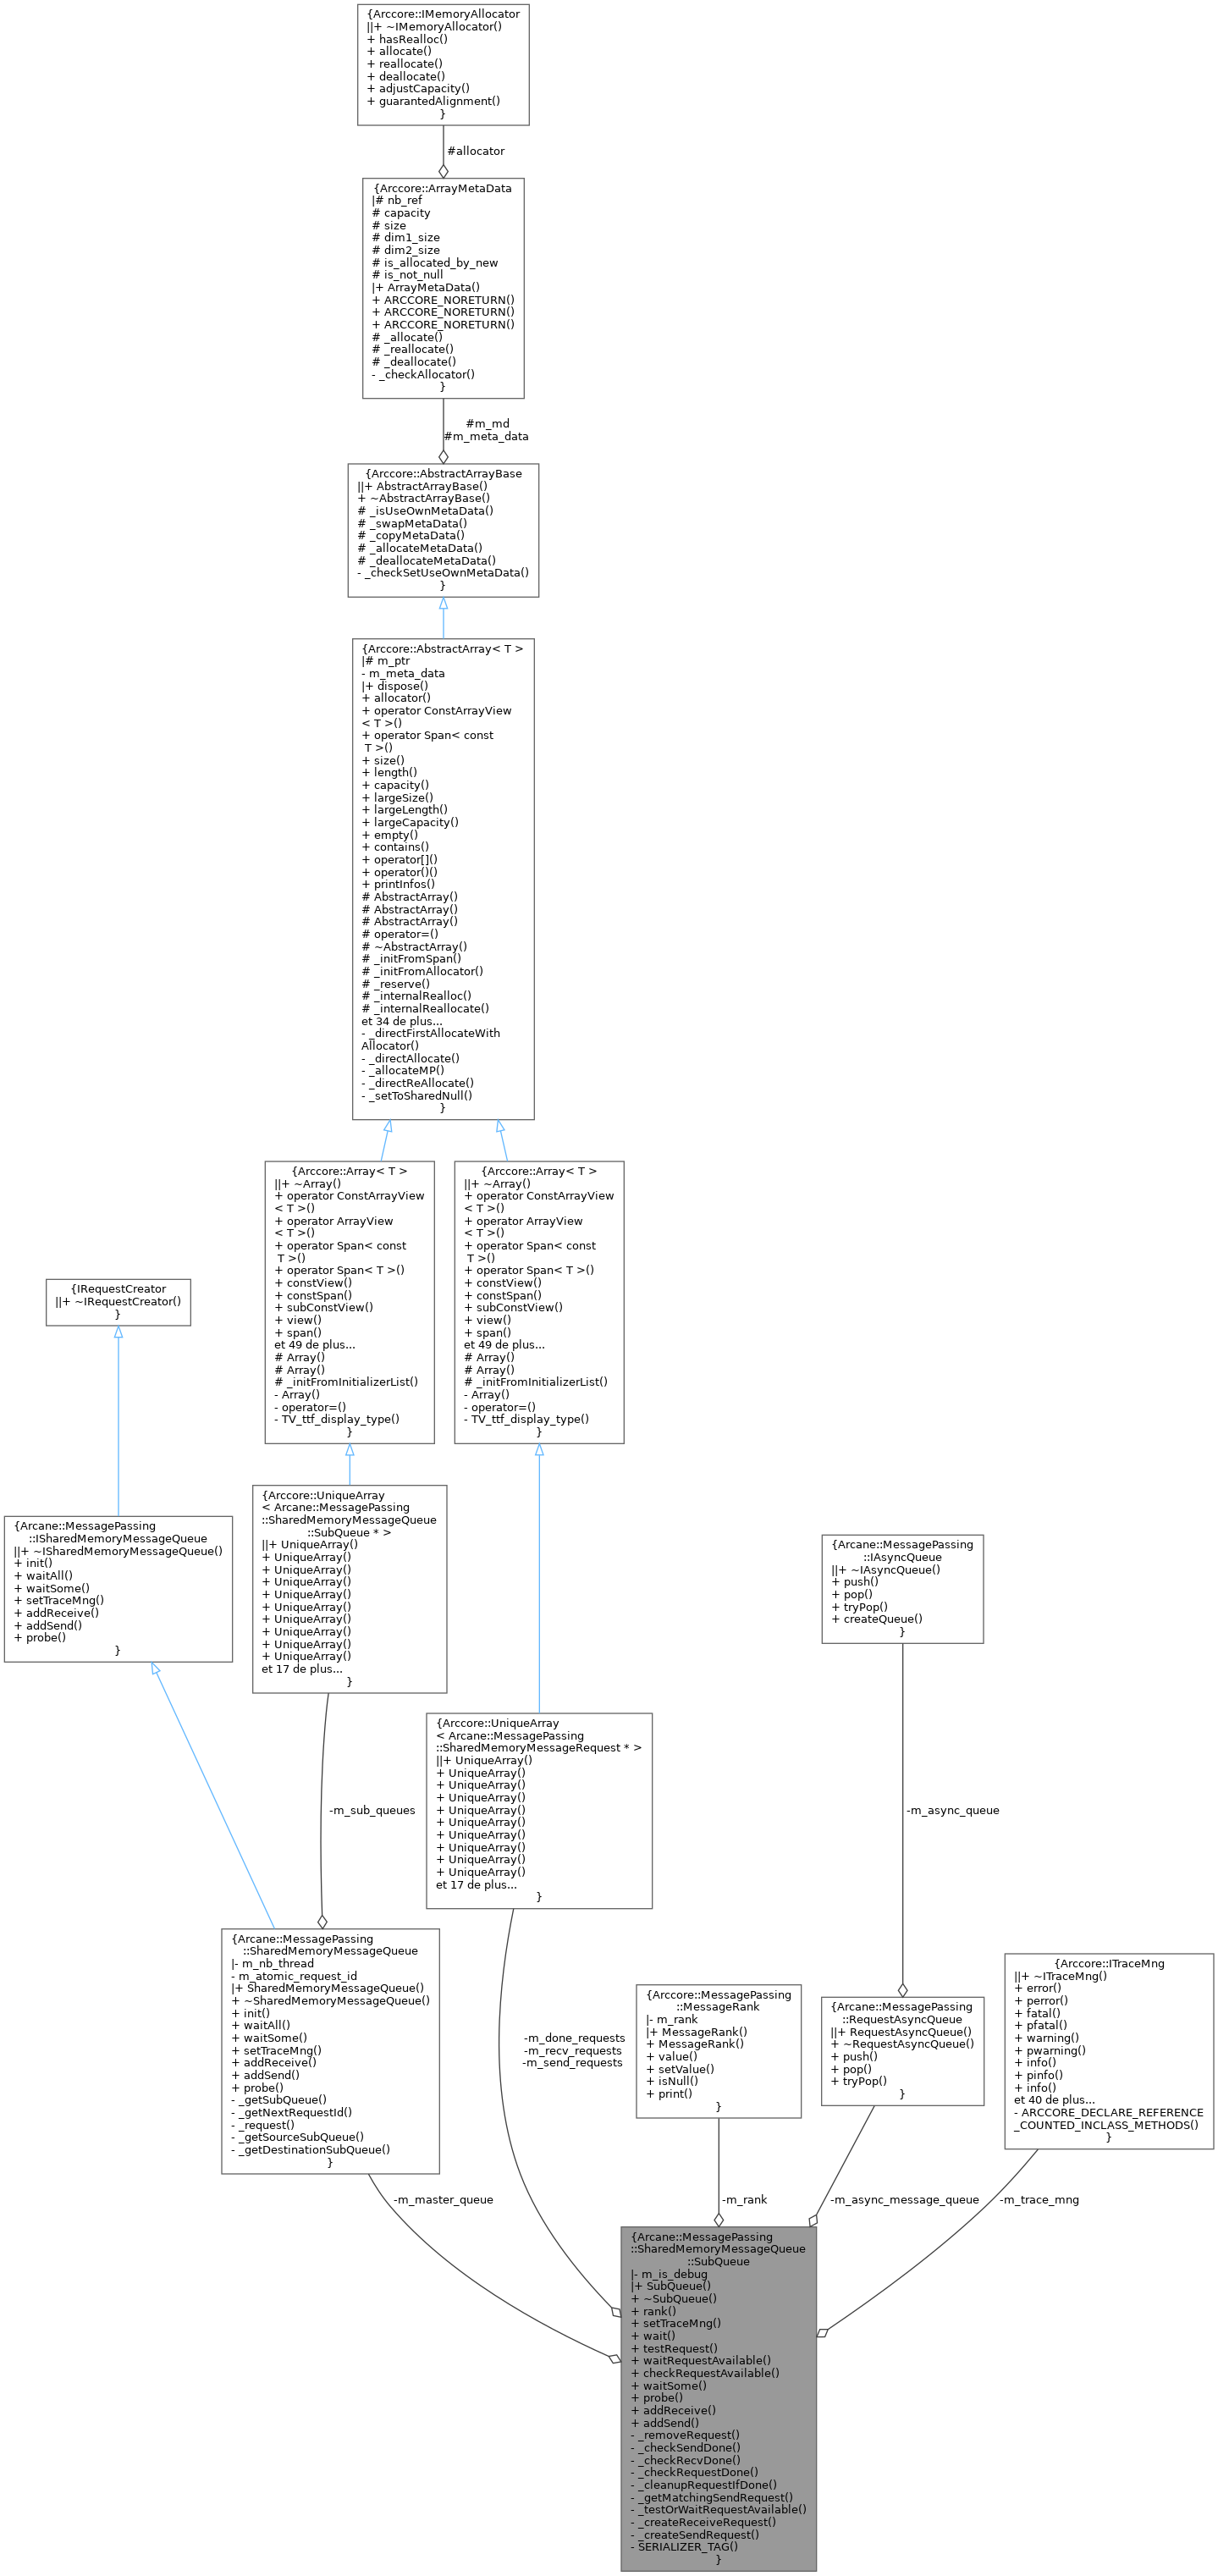 {Arccore::IMemoryAllocator
||+ ~IMemoryAllocator()
+ hasRealloc()
+ allocate()
+ reallocate()
+ deallocate()
+ adjustCapacity()
+ guarantedAlignment()
}
#allocator
{Arccore::ArrayMetaData
|# nb_ref
# capacity
# size
# dim1_size
# dim2_size
# is_allocated_by_new
# is_not_null
|+ ArrayMetaData()
+ ARCCORE_NORETURN()
+ ARCCORE_NORETURN()
+ ARCCORE_NORETURN()
# _allocate()
# _reallocate()
# _deallocate()
- _checkAllocator()
}
#m_md
#m_meta_data
{Arccore::AbstractArrayBase
||+ AbstractArrayBase()
+ ~AbstractArrayBase()
# _isUseOwnMetaData()
# _swapMetaData()
# _copyMetaData()
# _allocateMetaData()
# _deallocateMetaData()
- _checkSetUseOwnMetaData()
}
{Arccore::AbstractArray< T >
|# m_ptr
- m_meta_data
|+ dispose()
+ allocator()
+ operator ConstArrayView
< T >()
+ operator Span< const
T >()
+ size()
+ length()
+ capacity()
+ largeSize()
+ largeLength()
+ largeCapacity()
+ empty()
+ contains()
+ operator[]()
+ operator()()
+ printInfos()
# AbstractArray()
# AbstractArray()
# AbstractArray()
# operator=()
# ~AbstractArray()
# _initFromSpan()
# _initFromAllocator()
# _reserve()
# _internalRealloc()
# _internalReallocate()
et 34 de plus...
- _directFirstAllocateWith
Allocator()
- _directAllocate()
- _allocateMP()
- _directReAllocate()
- _setToSharedNull()
}
{Arccore::Array< T >
||+ ~Array()
+ operator ConstArrayView
< T >()
+ operator ArrayView
< T >()
+ operator Span< const
T >()
+ operator Span< T >()
+ constView()
+ constSpan()
+ subConstView()
+ view()
+ span()
et 49 de plus...
# Array()
# Array()
# _initFromInitializerList()
- Array()
- operator=()
- TV_ttf_display_type()
}
{Arccore::Array< T >
||+ ~Array()
+ operator ConstArrayView
< T >()
+ operator ArrayView
< T >()
+ operator Span< const
T >()
+ operator Span< T >()
+ constView()
+ constSpan()
+ subConstView()
+ view()
+ span()
et 49 de plus...
# Array()
# Array()
# _initFromInitializerList()
- Array()
- operator=()
- TV_ttf_display_type()
}
{IRequestCreator
||+ ~IRequestCreator()
}
{Arcane::MessagePassing
::ISharedMemoryMessageQueue
||+ ~ISharedMemoryMessageQueue()
+ init()
+ waitAll()
+ waitSome()
+ setTraceMng()
+ addReceive()
+ addSend()
+ probe()
}
{Arccore::UniqueArray
< Arcane::MessagePassing
::SharedMemoryMessageQueue
::SubQueue * >
||+ UniqueArray()
+ UniqueArray()
+ UniqueArray()
+ UniqueArray()
+ UniqueArray()
+ UniqueArray()
+ UniqueArray()
+ UniqueArray()
+ UniqueArray()
+ UniqueArray()
et 17 de plus...
}
{Arcane::MessagePassing
::IAsyncQueue
||+ ~IAsyncQueue()
+ push()
+ pop()
+ tryPop()
+ createQueue()
}
{Arccore::UniqueArray
< Arcane::MessagePassing
::SharedMemoryMessageRequest * >
||+ UniqueArray()
+ UniqueArray()
+ UniqueArray()
+ UniqueArray()
+ UniqueArray()
+ UniqueArray()
+ UniqueArray()
+ UniqueArray()
+ UniqueArray()
+ UniqueArray()
et 17 de plus...
}
-m_sub_queues
-m_async_queue
{Arcane::MessagePassing
::SharedMemoryMessageQueue
|- m_nb_thread
- m_atomic_request_id
|+ SharedMemoryMessageQueue()
+ ~SharedMemoryMessageQueue()
+ init()
+ waitAll()
+ waitSome()
+ setTraceMng()
+ addReceive()
+ addSend()
+ probe()
- _getSubQueue()
- _getNextRequestId()
- _request()
- _getSourceSubQueue()
- _getDestinationSubQueue()
}
-m_done_requests
-m_recv_requests
-m_send_requests
{Arccore::MessagePassing
::MessageRank
|- m_rank
|+ MessageRank()
+ MessageRank()
+ value()
+ setValue()
+ isNull()
+ print()
}
{Arcane::MessagePassing
::RequestAsyncQueue
||+ RequestAsyncQueue()
+ ~RequestAsyncQueue()
+ push()
+ pop()
+ tryPop()
}
{Arccore::ITraceMng
||+ ~ITraceMng()
+ error()
+ perror()
+ fatal()
+ pfatal()
+ warning()
+ pwarning()
+ info()
+ pinfo()
+ info()
et 40 de plus...
- ARCCORE_DECLARE_REFERENCE
_COUNTED_INCLASS_METHODS()
}
-m_master_queue
-m_rank
-m_async_message_queue
-m_trace_mng
{Arcane::MessagePassing
::SharedMemoryMessageQueue
::SubQueue
|- m_is_debug
|+ SubQueue()
+ ~SubQueue()
+ rank()
+ setTraceMng()
+ wait()
+ testRequest()
+ waitRequestAvailable()
+ checkRequestAvailable()
+ waitSome()
+ probe()
+ addReceive()
+ addSend()
- _removeRequest()
- _checkSendDone()
- _checkRecvDone()
- _checkRequestDone()
- _cleanupRequestIfDone()
- _getMatchingSendRequest()
- _testOrWaitRequestAvailable()
- _createReceiveRequest()
- _createSendRequest()
- SERIALIZER_TAG()
}